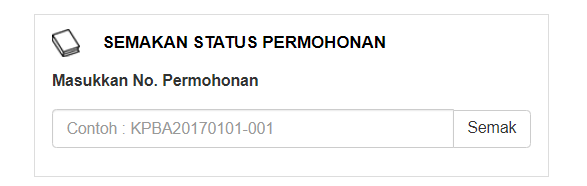 SEMAKAN STATUS PERMOHONAN
Masukkan No. Permohonan
Contoh : KPBA20170101-001
Semak